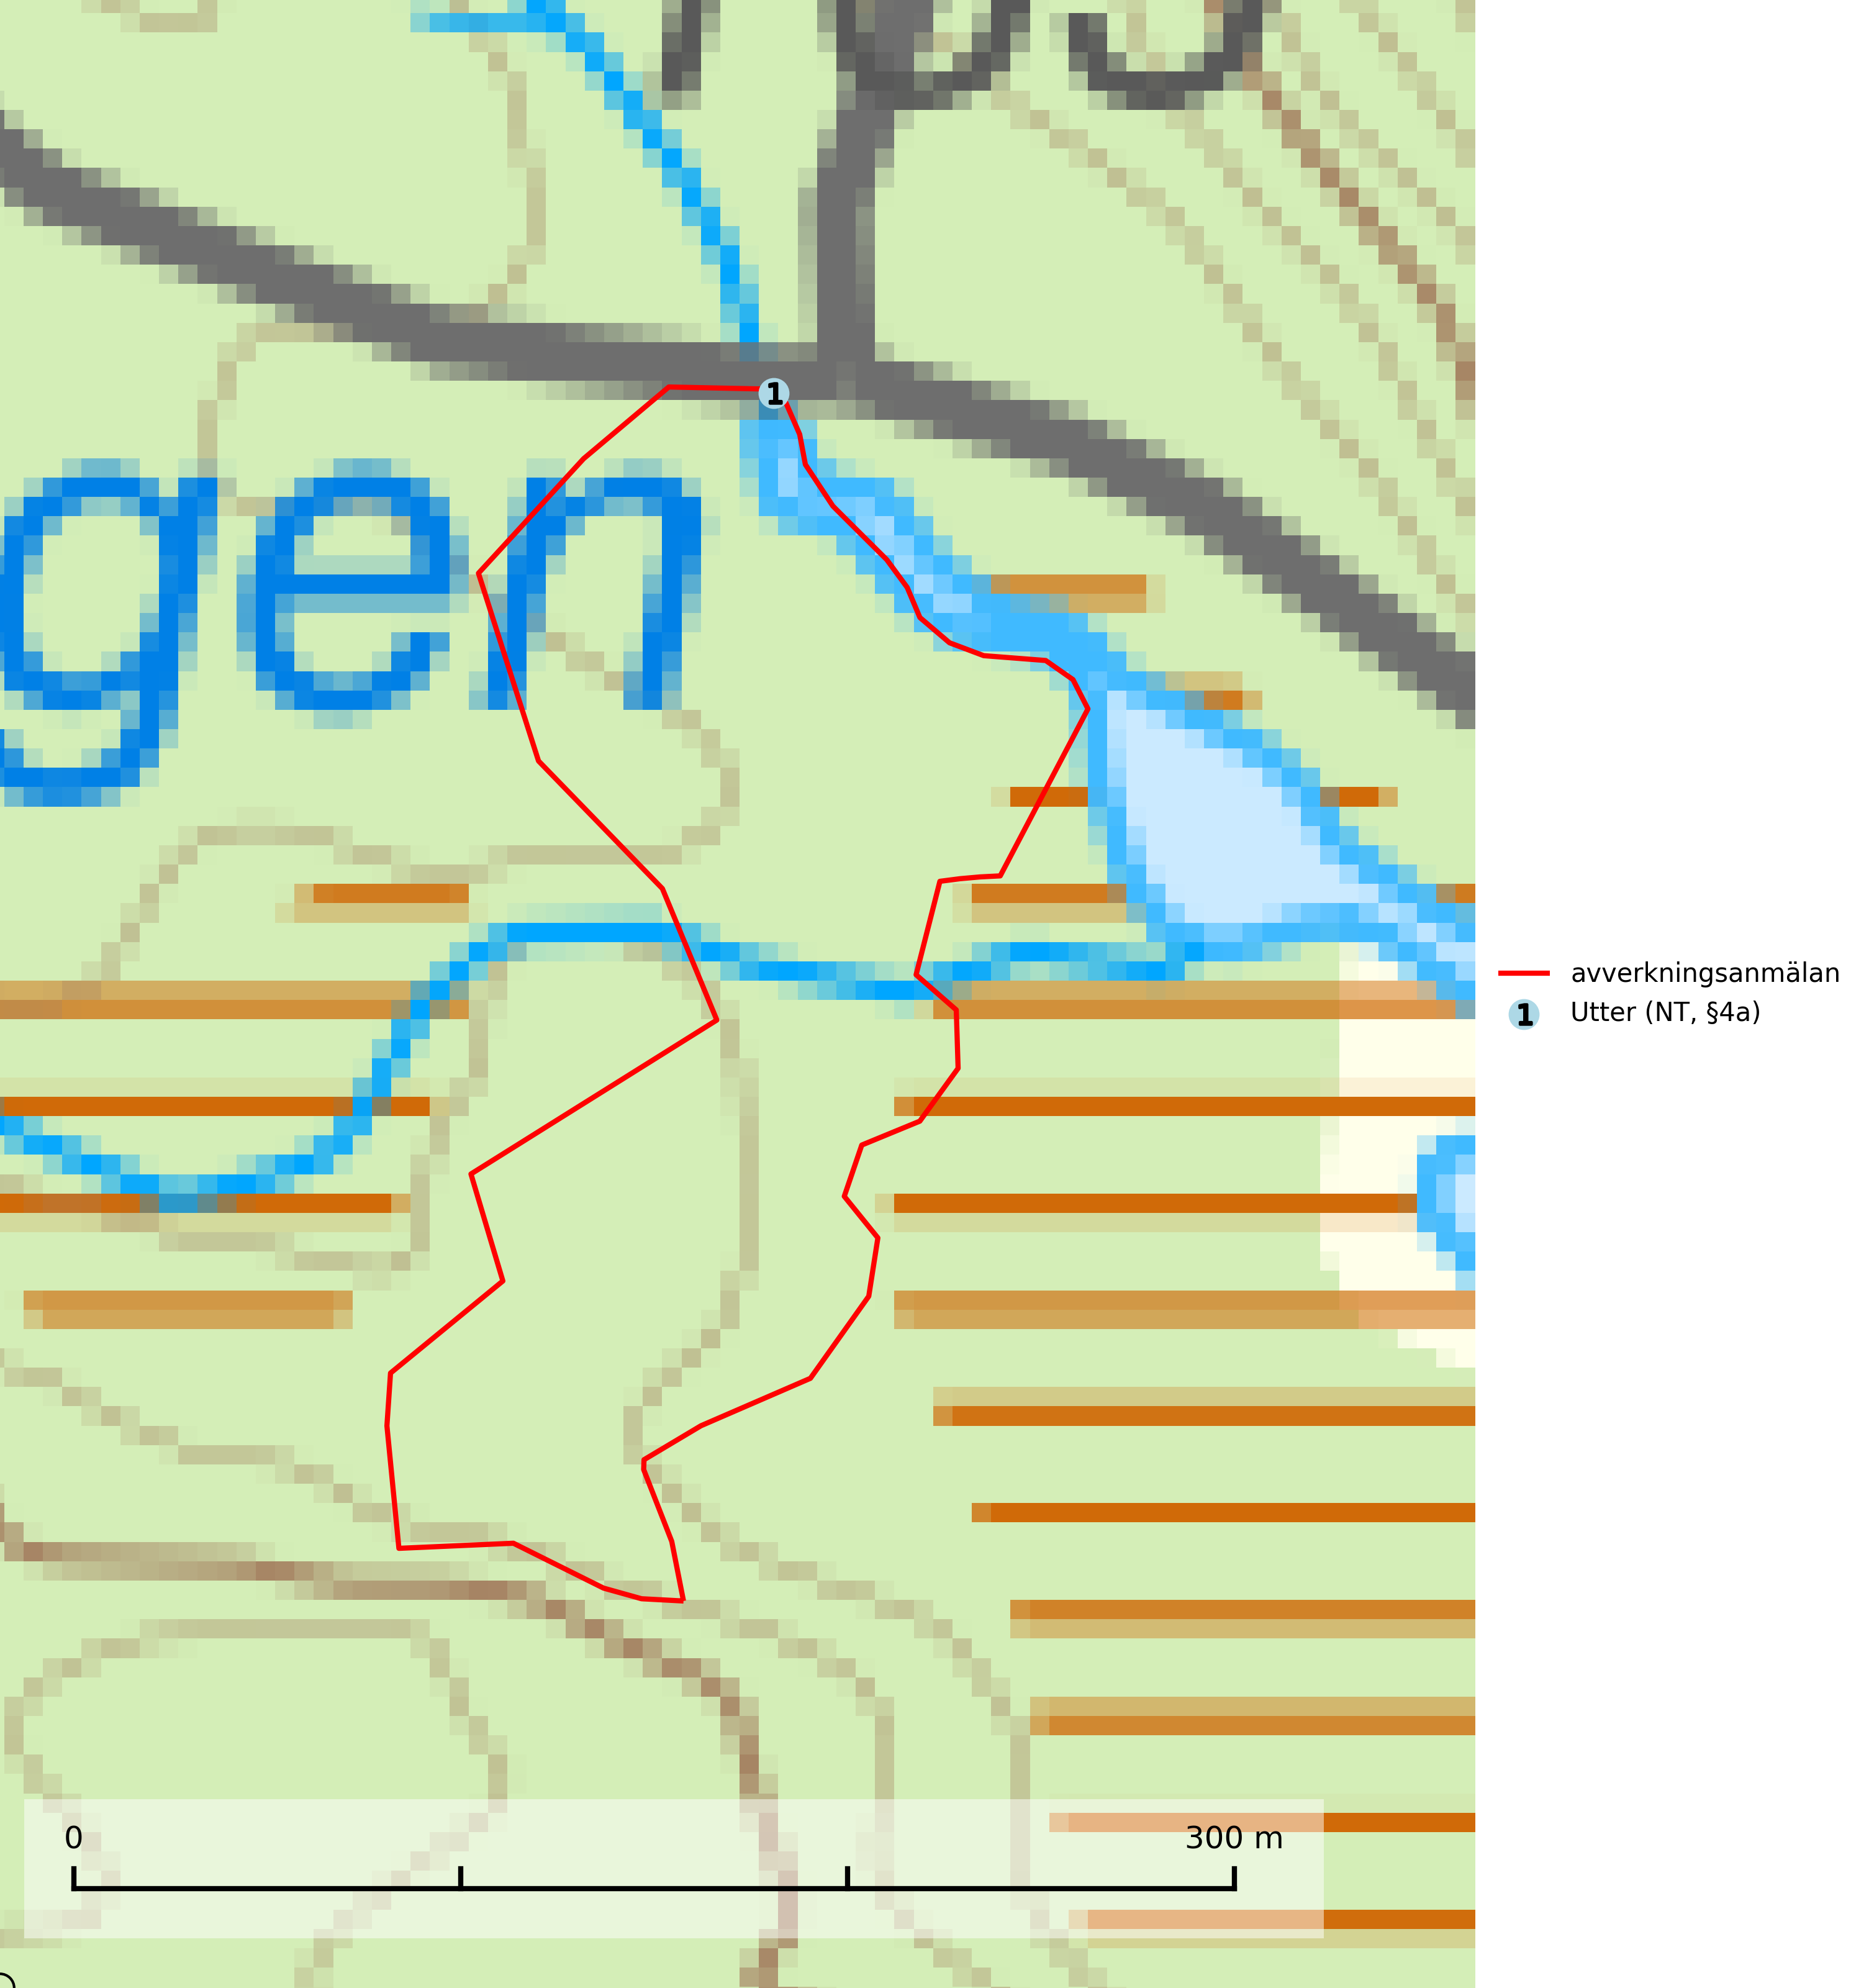 1
gen
avverkningsanmälan
1 Utter (NT, §4a)
0 300 m